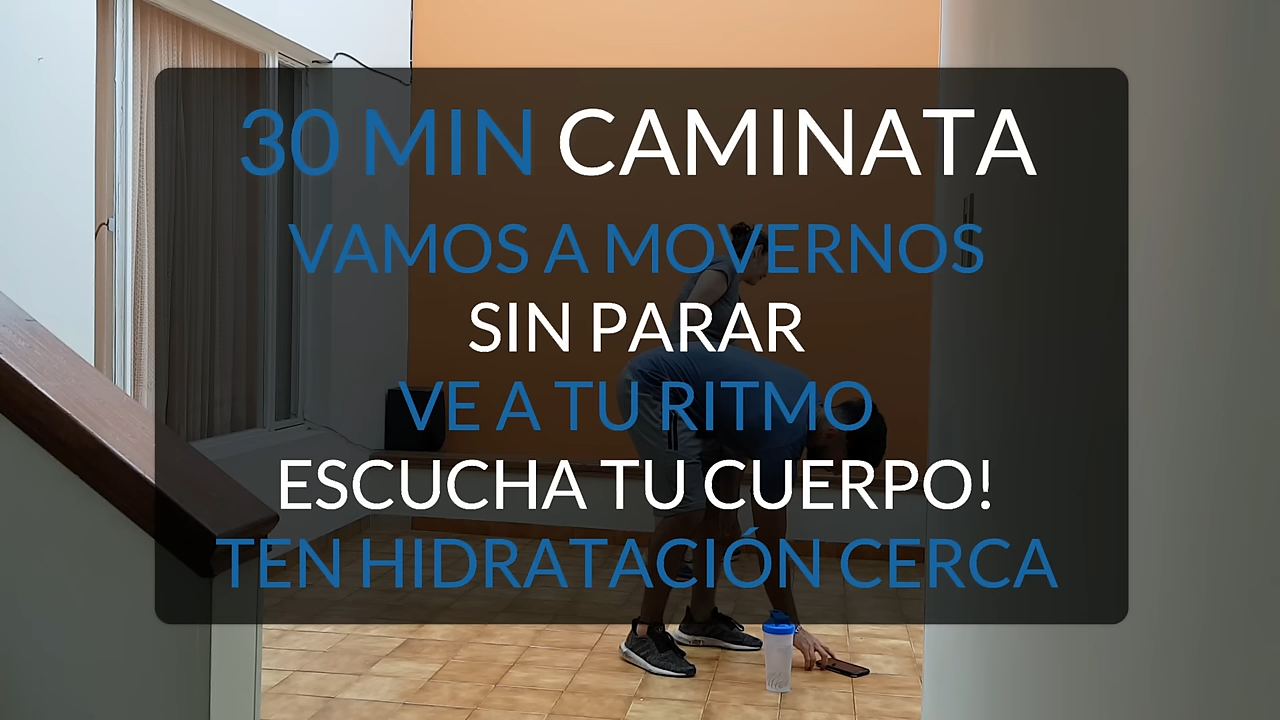 30 MIN CAMINATA
VAMOS A MOVERNOS
SIN PARAR
VE A TU RITMO
ESCUCHA TU CUERPO!
TEN HIDRATACIÓN CERCA